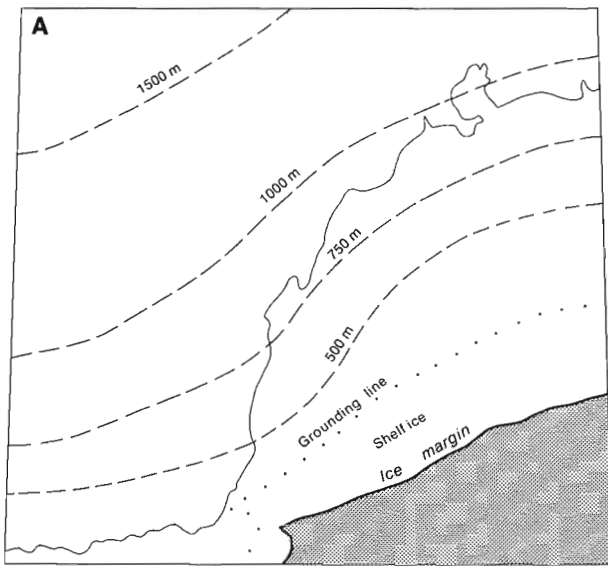 A
1500 m
1000 m
750 m
500 m
Grounding line
Shelf ice
Ice margin